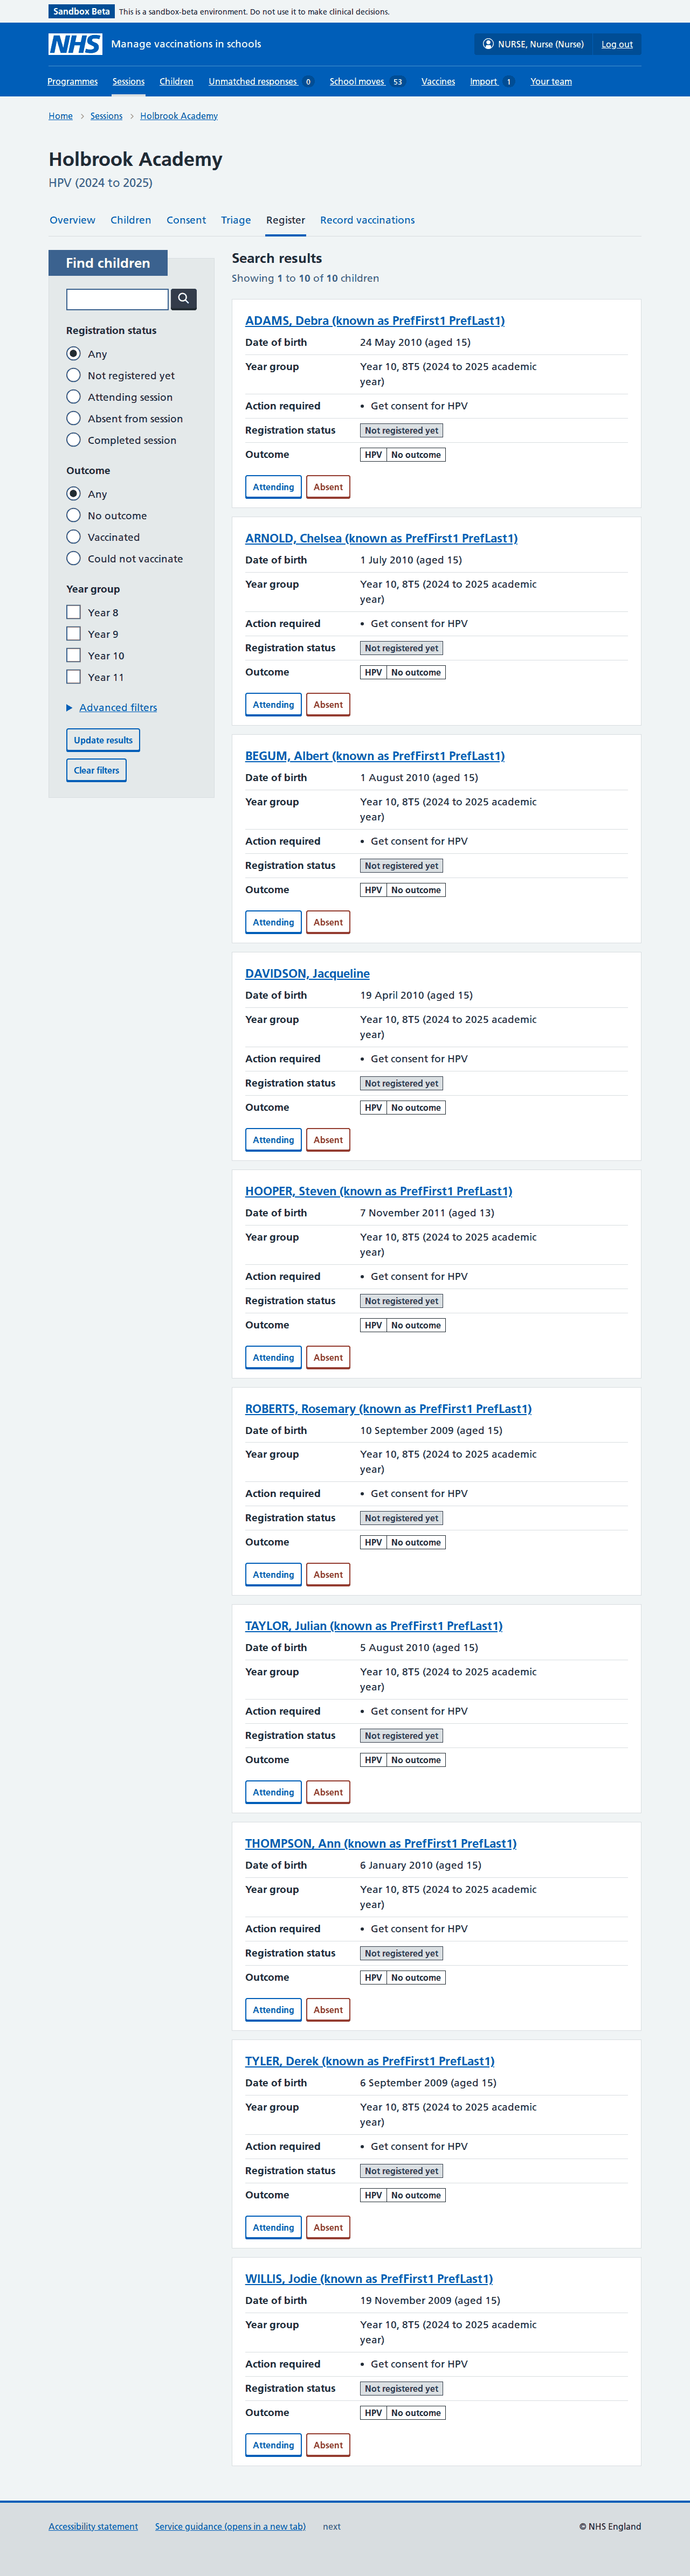 Sandbox Beta This is a sandbox-beta environment. Do not use it to make clinical decisions.
NHS Manage vaccinations in schools NURSE, Nurse (Nurse) Log out
Programmes Sessions Children Unmatched responses 0 School moves 53 Vaccines Import 1 Your team
Home Sessions Holbrook Academy
Holbrook Academy
HPV (2024 to 2025)
Overview Children Consent Triage Register Record vaccinations
Find children
Registration status
Any
Not registered yet
Attending session
Absent from session
Completed session
Outcome
Any
No outcome
Vaccinated
Could not vaccinate
Year group
Year 8
Year 9
Year 10
Year 11
Advanced filters
Update results
Clear filters
Search results
Showing 1 to 10 of 10 children
ADAMS, Debra (known as PrefFirst1 PrefLast1)
Date of birth 24 May 2010 (aged 15)
Year group Year 10, 8T5 (2024 to 2025 academic
year)
Action required • Get consent for HPV
Registration status Not registered yet
Outcome HPV No outcome
Attending Absent
ARNOLD, Chelsea (known as PrefFirst1 PrefLast1)
Date of birth 1 July 2010 (aged 15)
Year group Year 10, 8T5 (2024 to 2025 academic
year)
Action required • Get consent for HPV
Registration status Not registered yet
Outcome HPV No outcome
Attending Absent
BEGUM, Albert (known as PrefFirst1 PrefLast1)
Date of birth 1 August 2010 (aged 15)
Year group Year 10, 8T5 (2024 to 2025 academic
year)
Action required • Get consent for HPV
Registration status Not registered yet
Outcome HPV No outcome
Attending Absent
DAVIDSON, Jacqueline
Date of birth 19 April 2010 (aged 15)
Year group Year 10, 8T5 (2024 to 2025 academic
year)
Action required • Get consent for HPV
Registration status Not registered yet
Outcome HPV No outcome
Attending Absent
HOOPER, Steven (known as PrefFirst1 PrefLast1)
Date of birth 7 November 2011 (aged 13)
Year group Year 10, 8T5 (2024 to 2025 academic
year)
Action required • Get consent for HPV
Registration status Not registered yet
Outcome HPV No outcome
Attending Absent
ROBERTS, Rosemary (known as PrefFirst1 PrefLast1)
Date of birth 10 September 2009 (aged 15)
Year group Year 10, 8T5 (2024 to 2025 academic
year)
Action required • Get consent for HPV
Registration status Not registered yet
Outcome HPV No outcome
Attending Absent
TAYLOR, Julian (known as PrefFirst1 PrefLast1)
Date of birth 5 August 2010 (aged 15)
Year group Year 10, 8T5 (2024 to 2025 academic
year)
Action required • Get consent for HPV
Registration status Not registered yet
Outcome HPV No outcome
Attending Absent
THOMPSON, Ann (known as PrefFirst1 PrefLast1)
Date of birth 6 January 2010 (aged 15)
Year group Year 10, 8T5 (2024 to 2025 academic
year)
Action required • Get consent for HPV
Registration status Not registered yet
Outcome HPV No outcome
Attending Absent
TYLER, Derek (known as PrefFirst1 PrefLast1)
Date of birth 6 September 2009 (aged 15)
Year group Year 10, 8T5 (2024 to 2025 academic
year)
Action required • Get consent for HPV
Registration status Not registered yet
Outcome HPV No outcome
Attending Absent
WILLIS, Jodie (known as PrefFirst1 PrefLast1)
Date of birth 19 November 2009 (aged 15)
Year group Year 10, 8T5 (2024 to 2025 academic
year)
Action required • Get consent for HPV
Registration status Not registered yet
Outcome HPV No outcome
Attending Absent
Accessibility statement Service guidance (opens in a new tab) next © NHS England